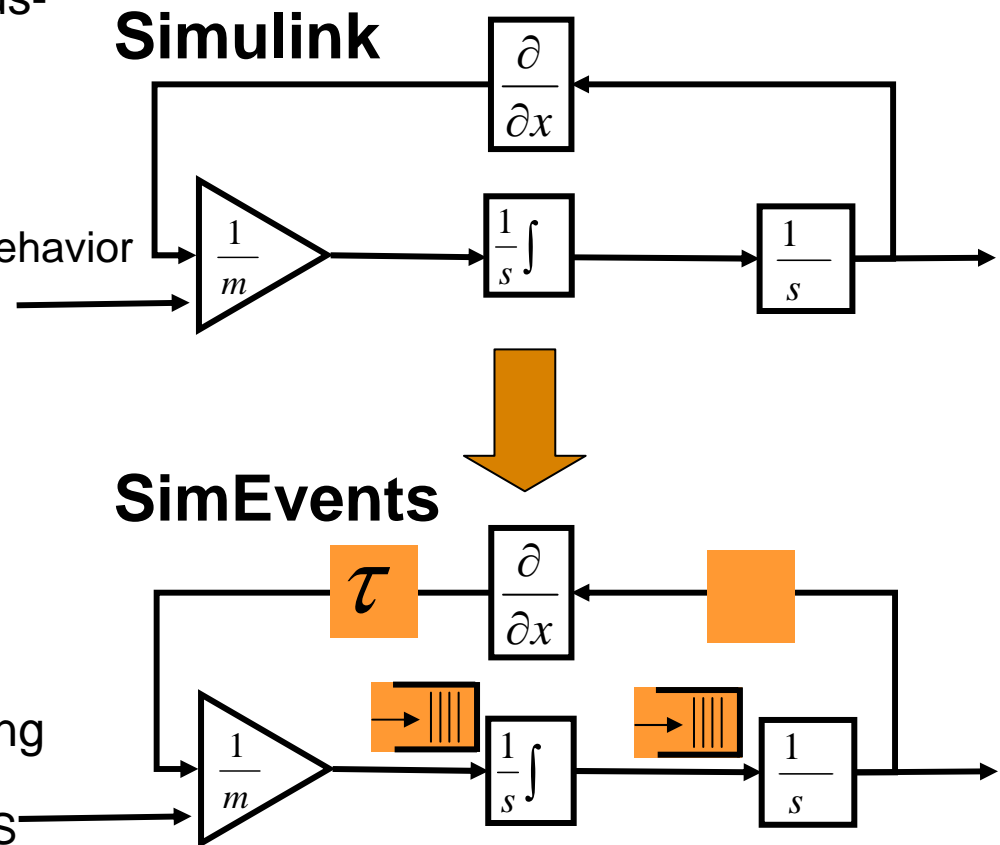 Simulink
∂
∂x
ehavior
1
m
1
s ∫
1
s
SimEvents
τ
∂
∂x
ng
1
m
1
s ∫
1
s
s